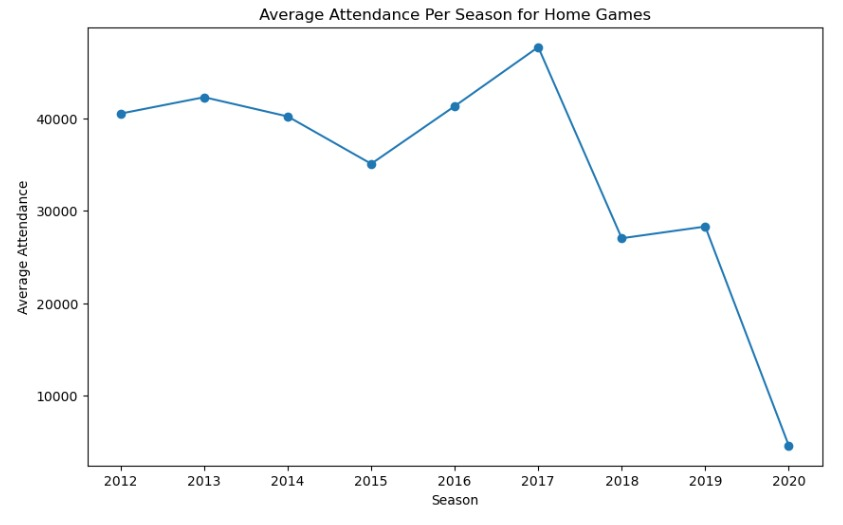 Average Attendance Per Season for Home Games
40000
30000
20000
10000
Average Attendance
2012 2013 2014 2015 2016 2017 2018 2019 2020
Season